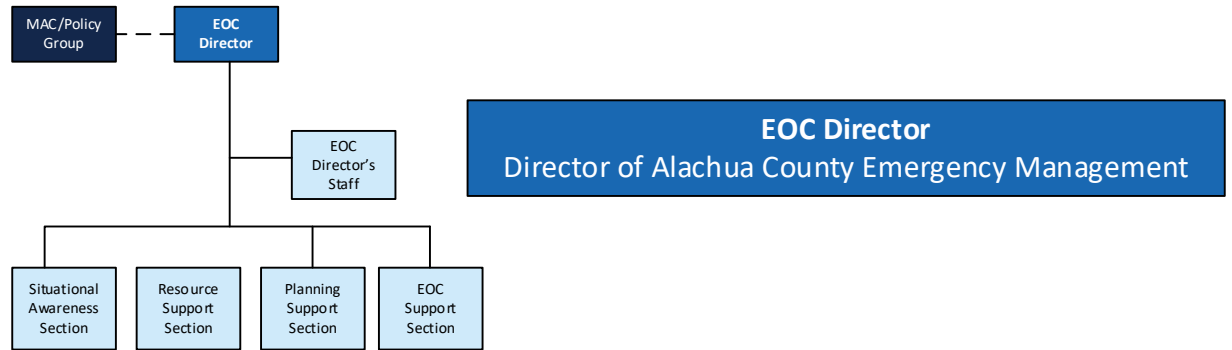 MAC/Policy
Group
EOC
Director
EOC
Director's
Staff
EOC Director
Director of Alachua County Emergency Management
Situational
Awareness
Section
Resource
Support
Section
Planning
Support
Section
EOC
Support
Section